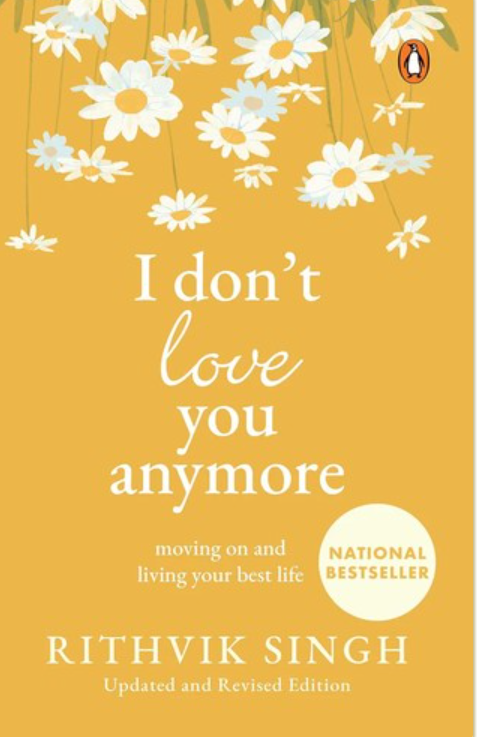 I don't
love
you
anymore
moving on and
living your best life
NATIONAL
BESTSELLER
RITHVIK SINGH
Updated and Revised Edition